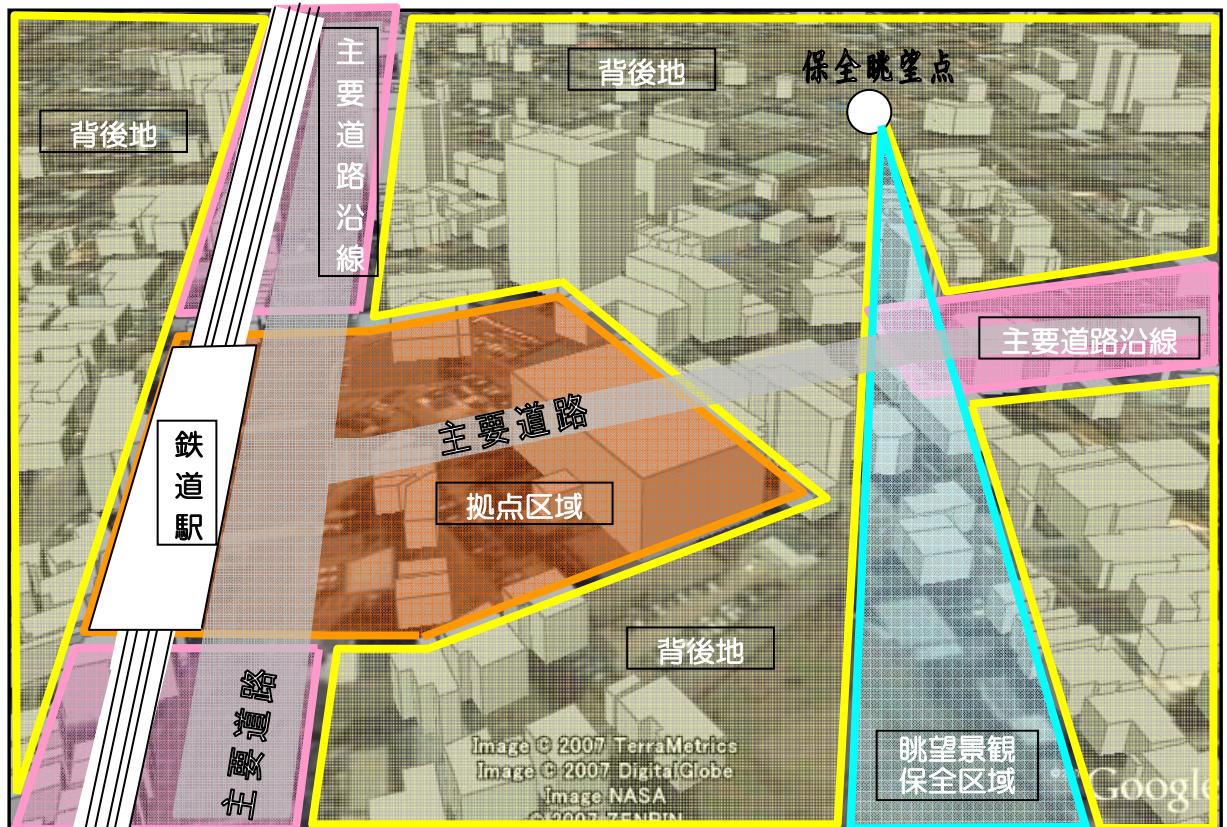 背後地
主要道路沿線
背後地
保全眺望点
主要道路沿線
鉄道駅
主要道路
拠点区域
背後地
主要道路
眺望景観
保全区域
Image © 2007 TerraMetrics
Image © 2007 DigitalGlobe
Image NASA
© 2007 ZENRIN
Google